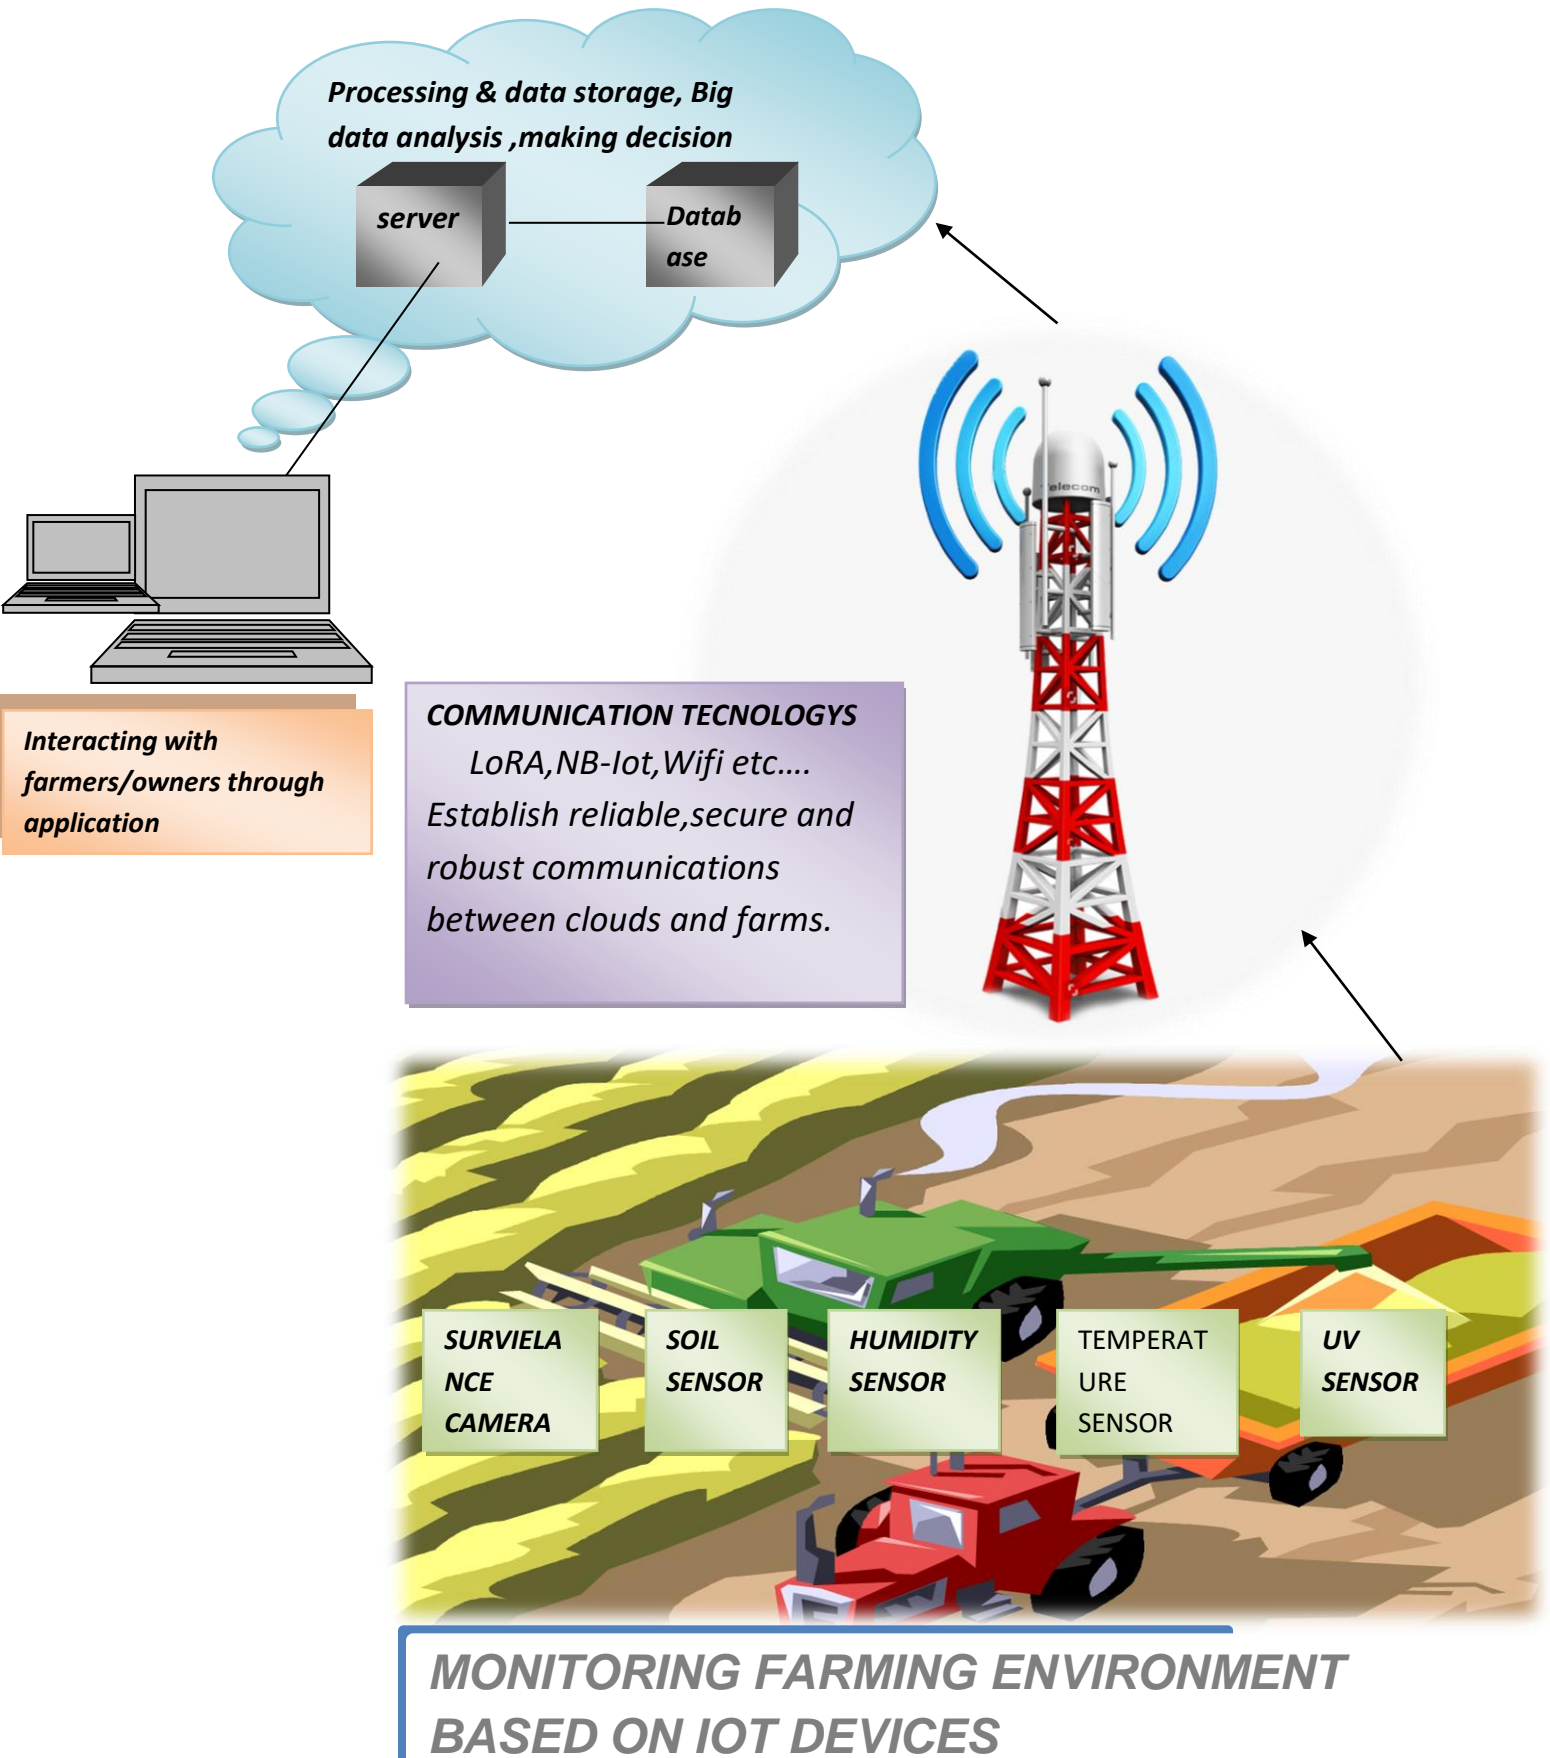 Processing & data storage, Big
data analysis ,making decision
server
Datab
ase
elecom
Interacting with
farmers/owners through
application
COMMUNICATION TECNOLOGYS
LoRA,NB-Iot,Wifi etc....
Establish reliable,secure and
robust communications
between clouds and farms.
SURVIELA
NCE
CAMERA
SOIL
SENSOR
HUMIDITY
SENSOR
TEMPERAT
URE
SENSOR
UV
SENSOR
MONITORING FARMING ENVIRONMENT
BASED ON IOT DEVICES